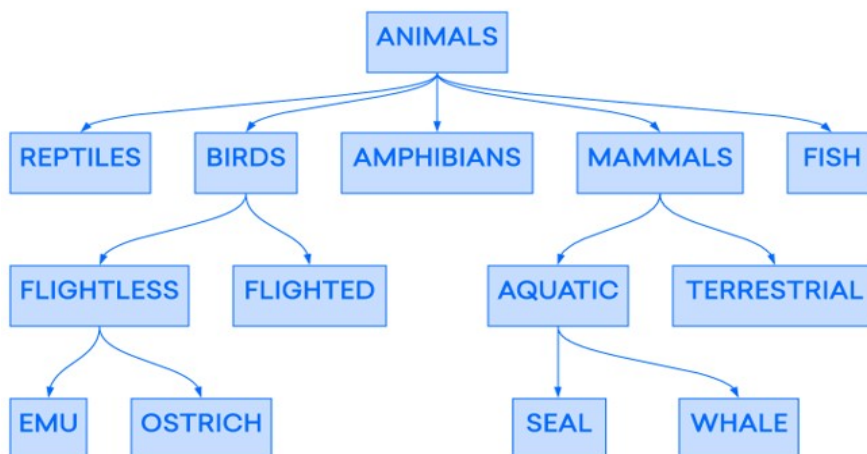 ANIMALS
REPTILES
BIRDS
AMPHIBIANS
MAMMALS
FISH
FLIGHTLESS
FLIGHTED
AQUATIC
TERRESTRIAL
EMU
OSTRICH
SEAL
WHALE